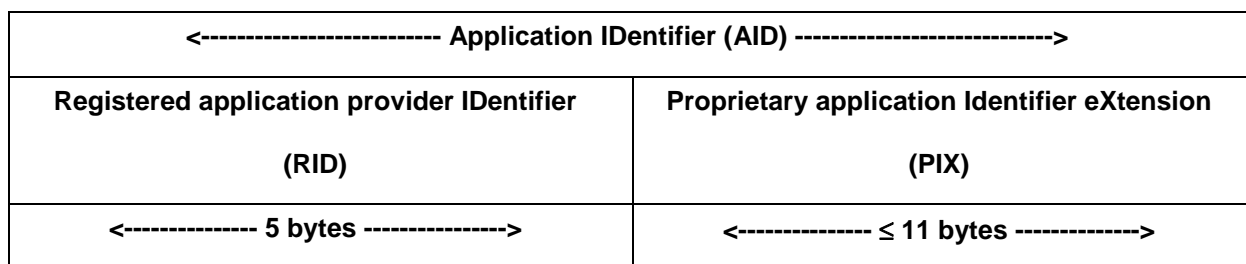 <--------------------------- Application IDentifier (AID) ----------------------------->
Registered application provider IDentifier
(RID)
Proprietary application Identifier eXtension
(PIX)
<--------------- 5 bytes ---------------->
<--------------- ≤ 11 bytes -------------->